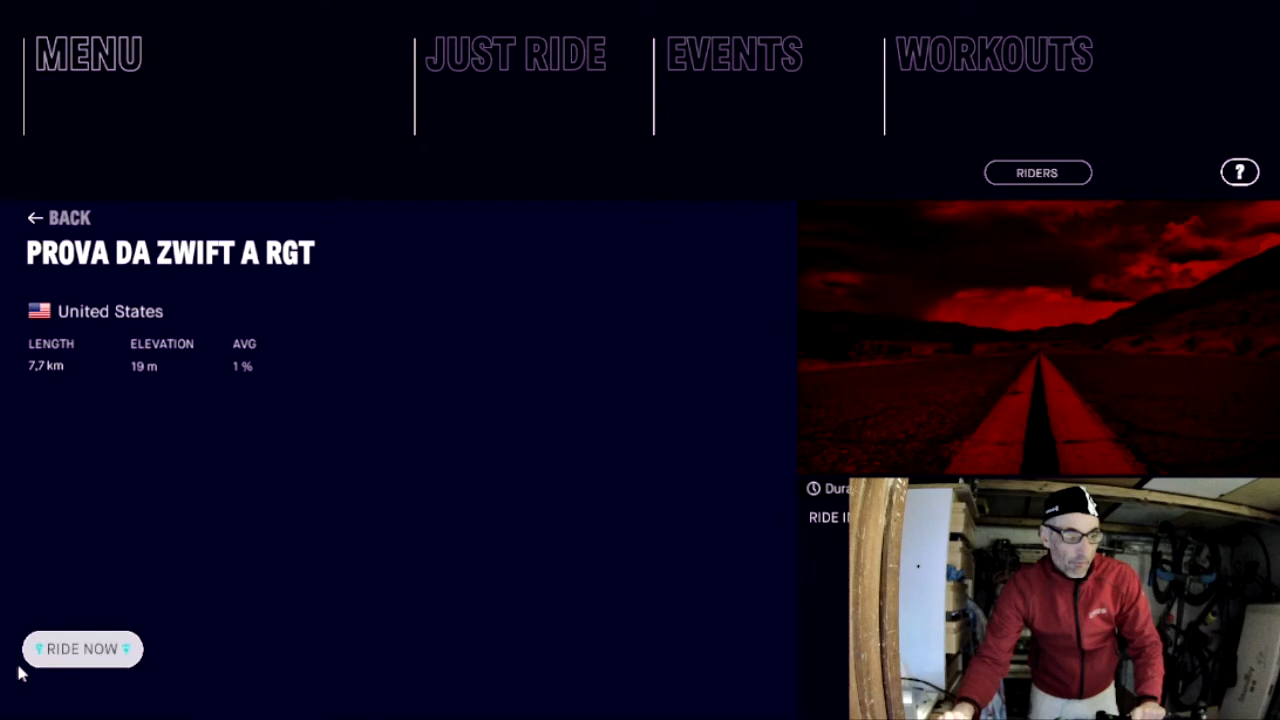 MENU
JUST RIDE
EVENTS
WORKOUTS
RIDERS
?
← BACK
PROVA DA ZWIFT A RGT
United States
LENGTH ELEVATION AVG
7,7 km 19 m 1 %
RIDE
RIDE NOW